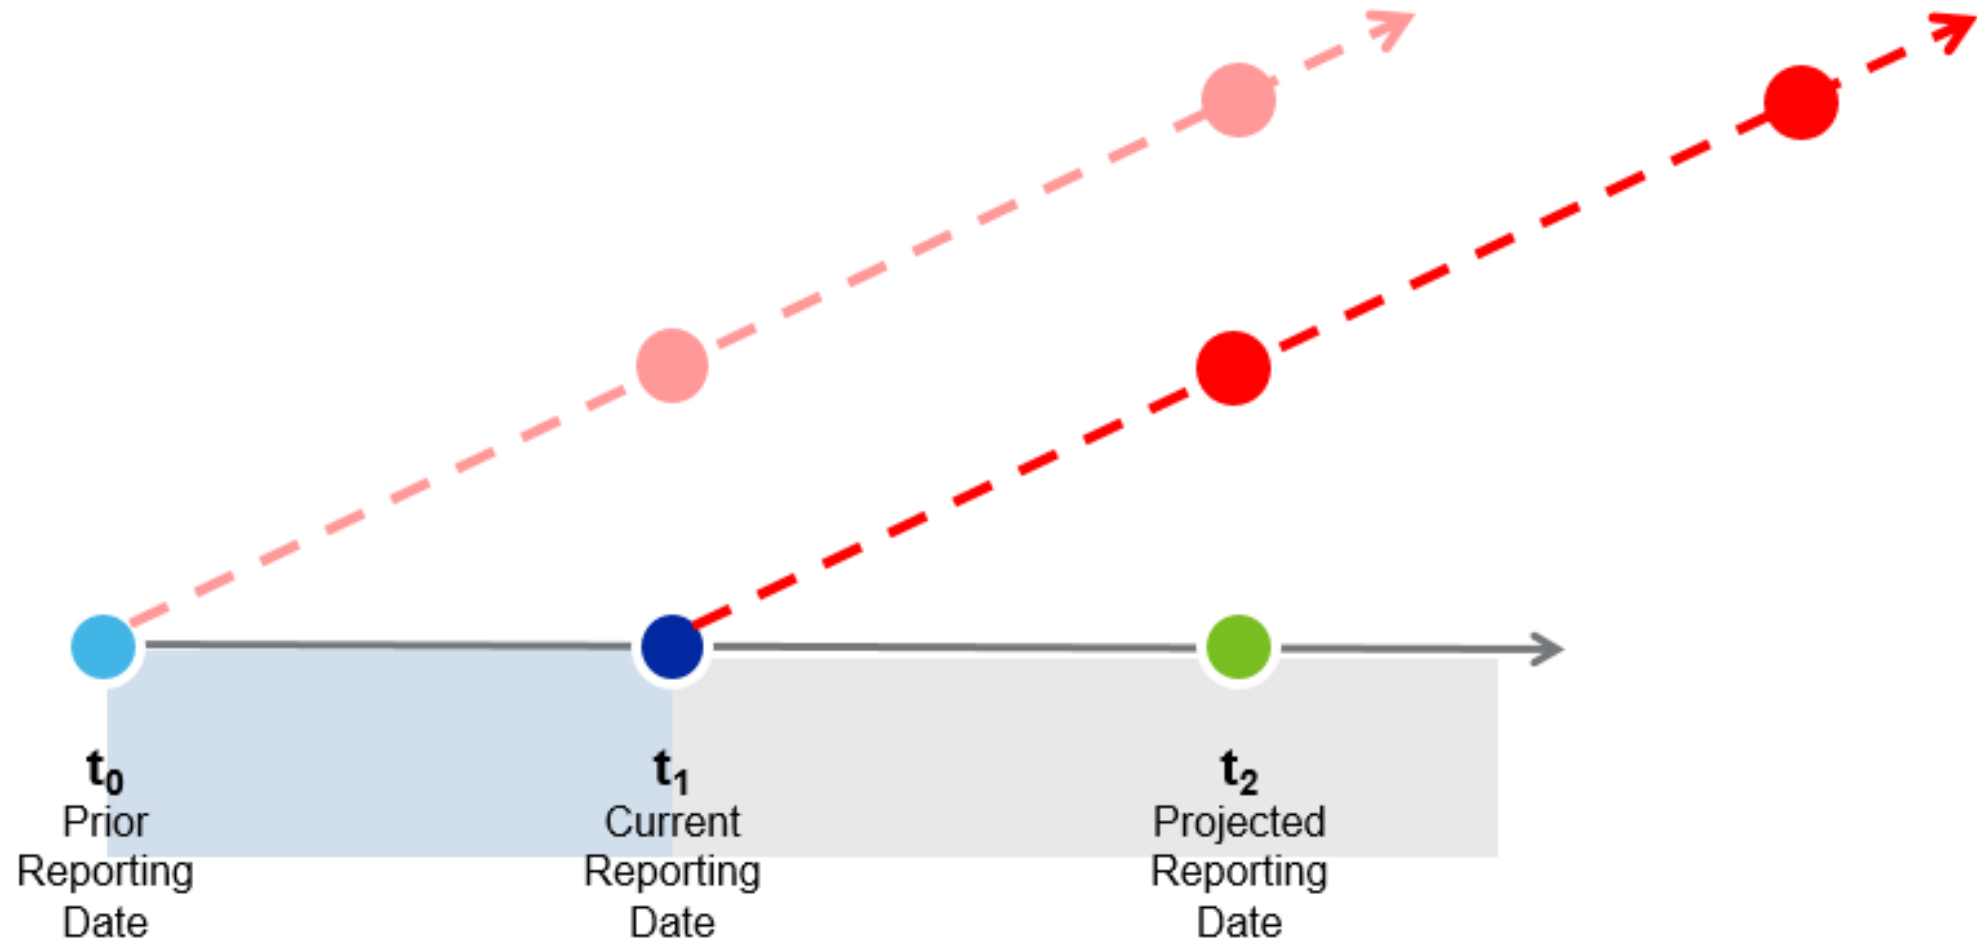 t₀
Prior
Reporting
Date
t₁
Current
Reporting
Date
t₂
Projected
Reporting
Date